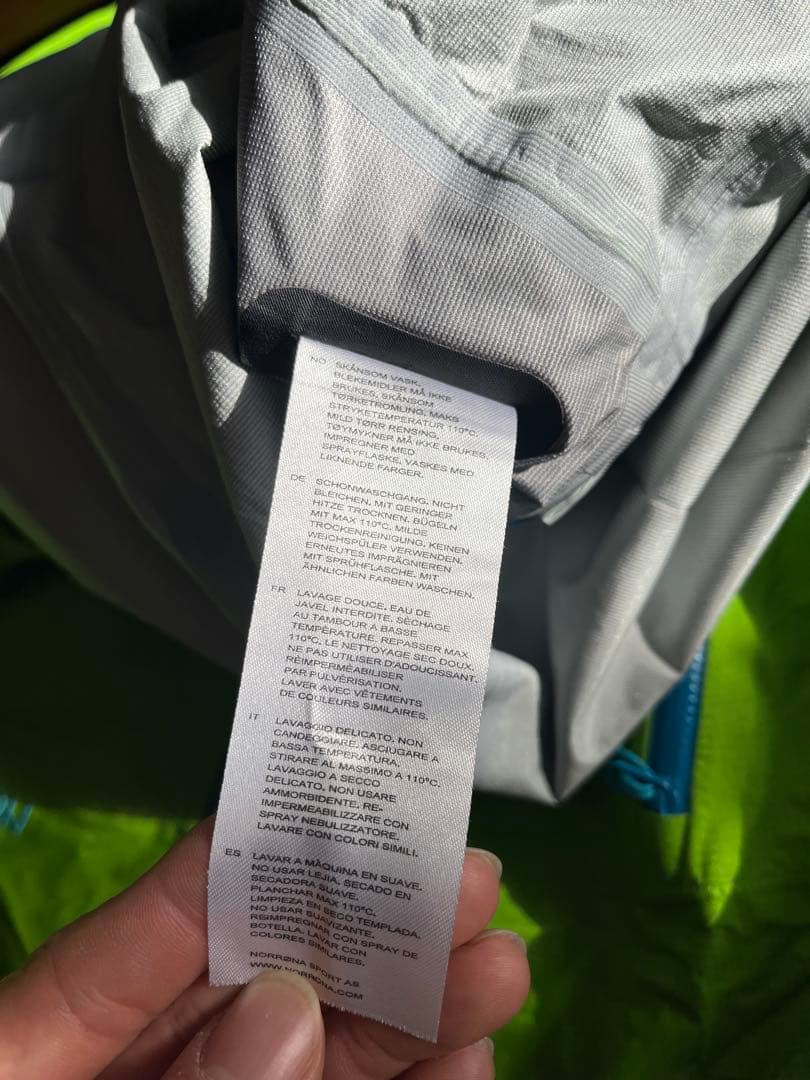 NO SKÅNSOM VASK,
BLEKEMIDLER MÅ IKKE
BRUKES, SKÅNSOM
TØRKETROMLING, MAKS
STRYKETEMPERATUR 110°C.
MILD TØRR RENSING,
TØYMYKNER MÅ IKKE BRUKES,
IMPREGNER MED
SPRAYFLASKE, VASKES MED
LIKNENDE FARGER.
DE SCHONWASCHGANG, NICHT
BLEICHEN, MIT GERINGER
HITZE TROCKNEN, BÜGELN
MIT MAX 110°C. MILDE
TROCKENREINIGUNG, KEINEN
WEICHSPÜLER VERWENDEN,
ERNEUTES IMPRÄGNIEREN
MIT SPRÜHFLASCHE, MIT
ÄHNLICHEN FARBEN WASCHEN.
FR LAVAGE DOUCE, EAU DE
JAVEL INTERDITE, SÉCHAGE
AU TAMBOUR A BASSE
TEMPÉRATURE, REPASSER MAX
110°C, LE NETTOYAGE SEC DOUX,
NE PAS UTILISER D'ADOUCISSANT,
RÉIMPERMÉABILISER
PAR PULVÉRISATION,
LAVER AVEC VÊTEMENTS
DE COULEURS SIMILAIRES.
IT LAVAGGIO DELICATO, NON
CANDEGGIARE, ASCIUGARE A
BASSA TEMPERATURA,
STIRARE AL MASSIMO A 110°C,
LAVAGGIO A SECCO
DELICATO, NON USARE
AMMORBIDENTE, RE-
IMPERMEABILIZZARE CON
SPRAY NEBULIZZATORE,
LAVARE CON COLORI SIMILI.
ES LAVAR A MÀQUINA EN SUAVE,
NO USAR LEJIA, SECADO EN
SECADORA SUAVE,
PLANCHAR MAX 110°C,
LIMPIEZA EN SECO TEMPLADA,
NO USAR SUAVIZANTE,
REIMPREGNAR CON SPRAY DE
BOTELLA, LAVAR CON
COLORES SIMILARES.
NORRØNA SPORT AS
WWW.NORRONA.COM